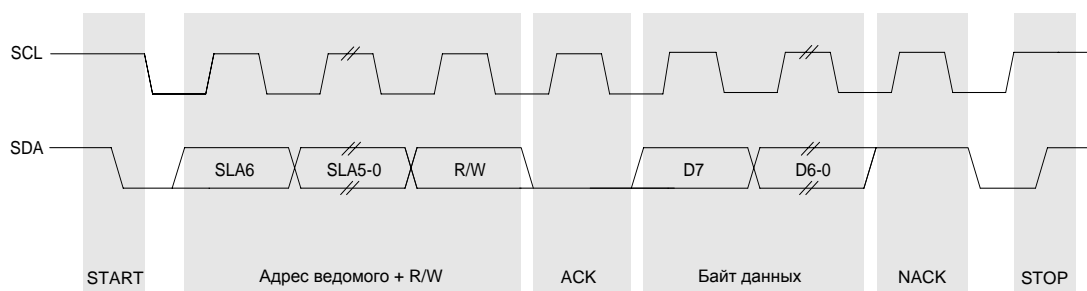 SCL
SDA
SLA6 SLA5-0 R/W D7 D6-0
START Адрес ведомого + R/W ACK Байт данных NACK STOP